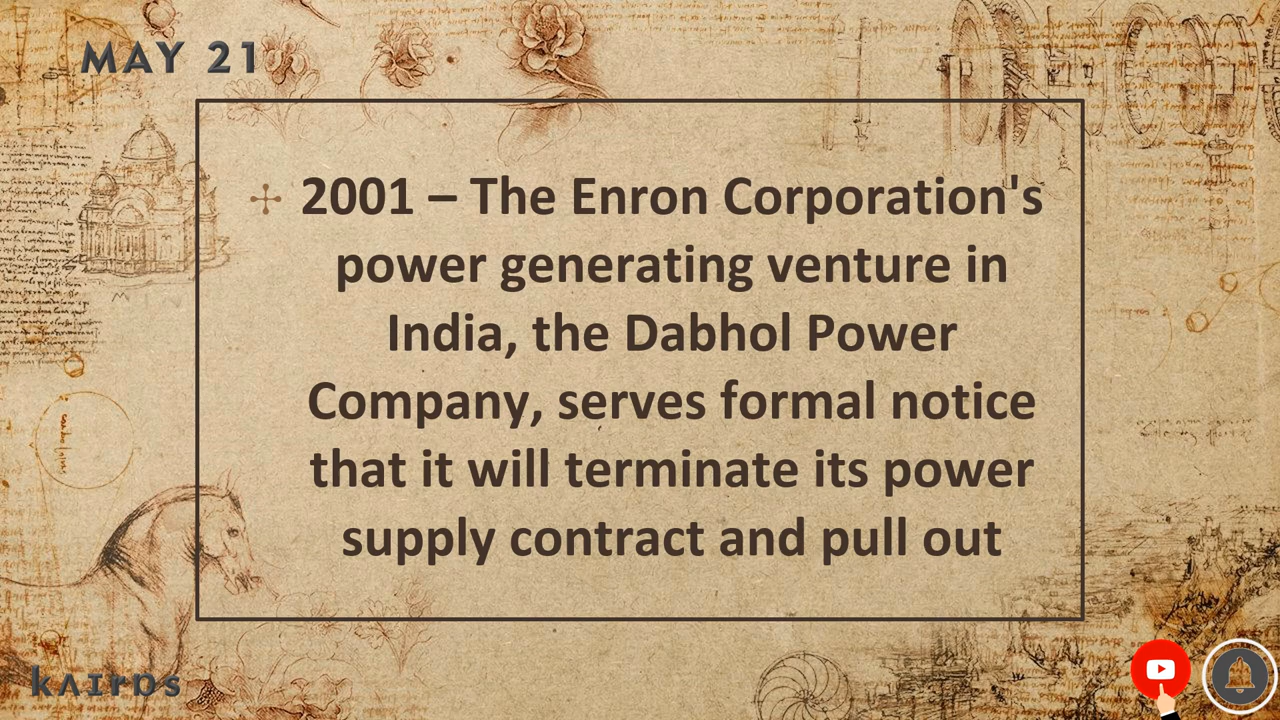 MAY 21
2001 – The Enron Corporation's
power generating venture in
India, the Dabhol Power
Company, serves formal notice
that it will terminate its power
supply contract and pull out
kΛIrDs